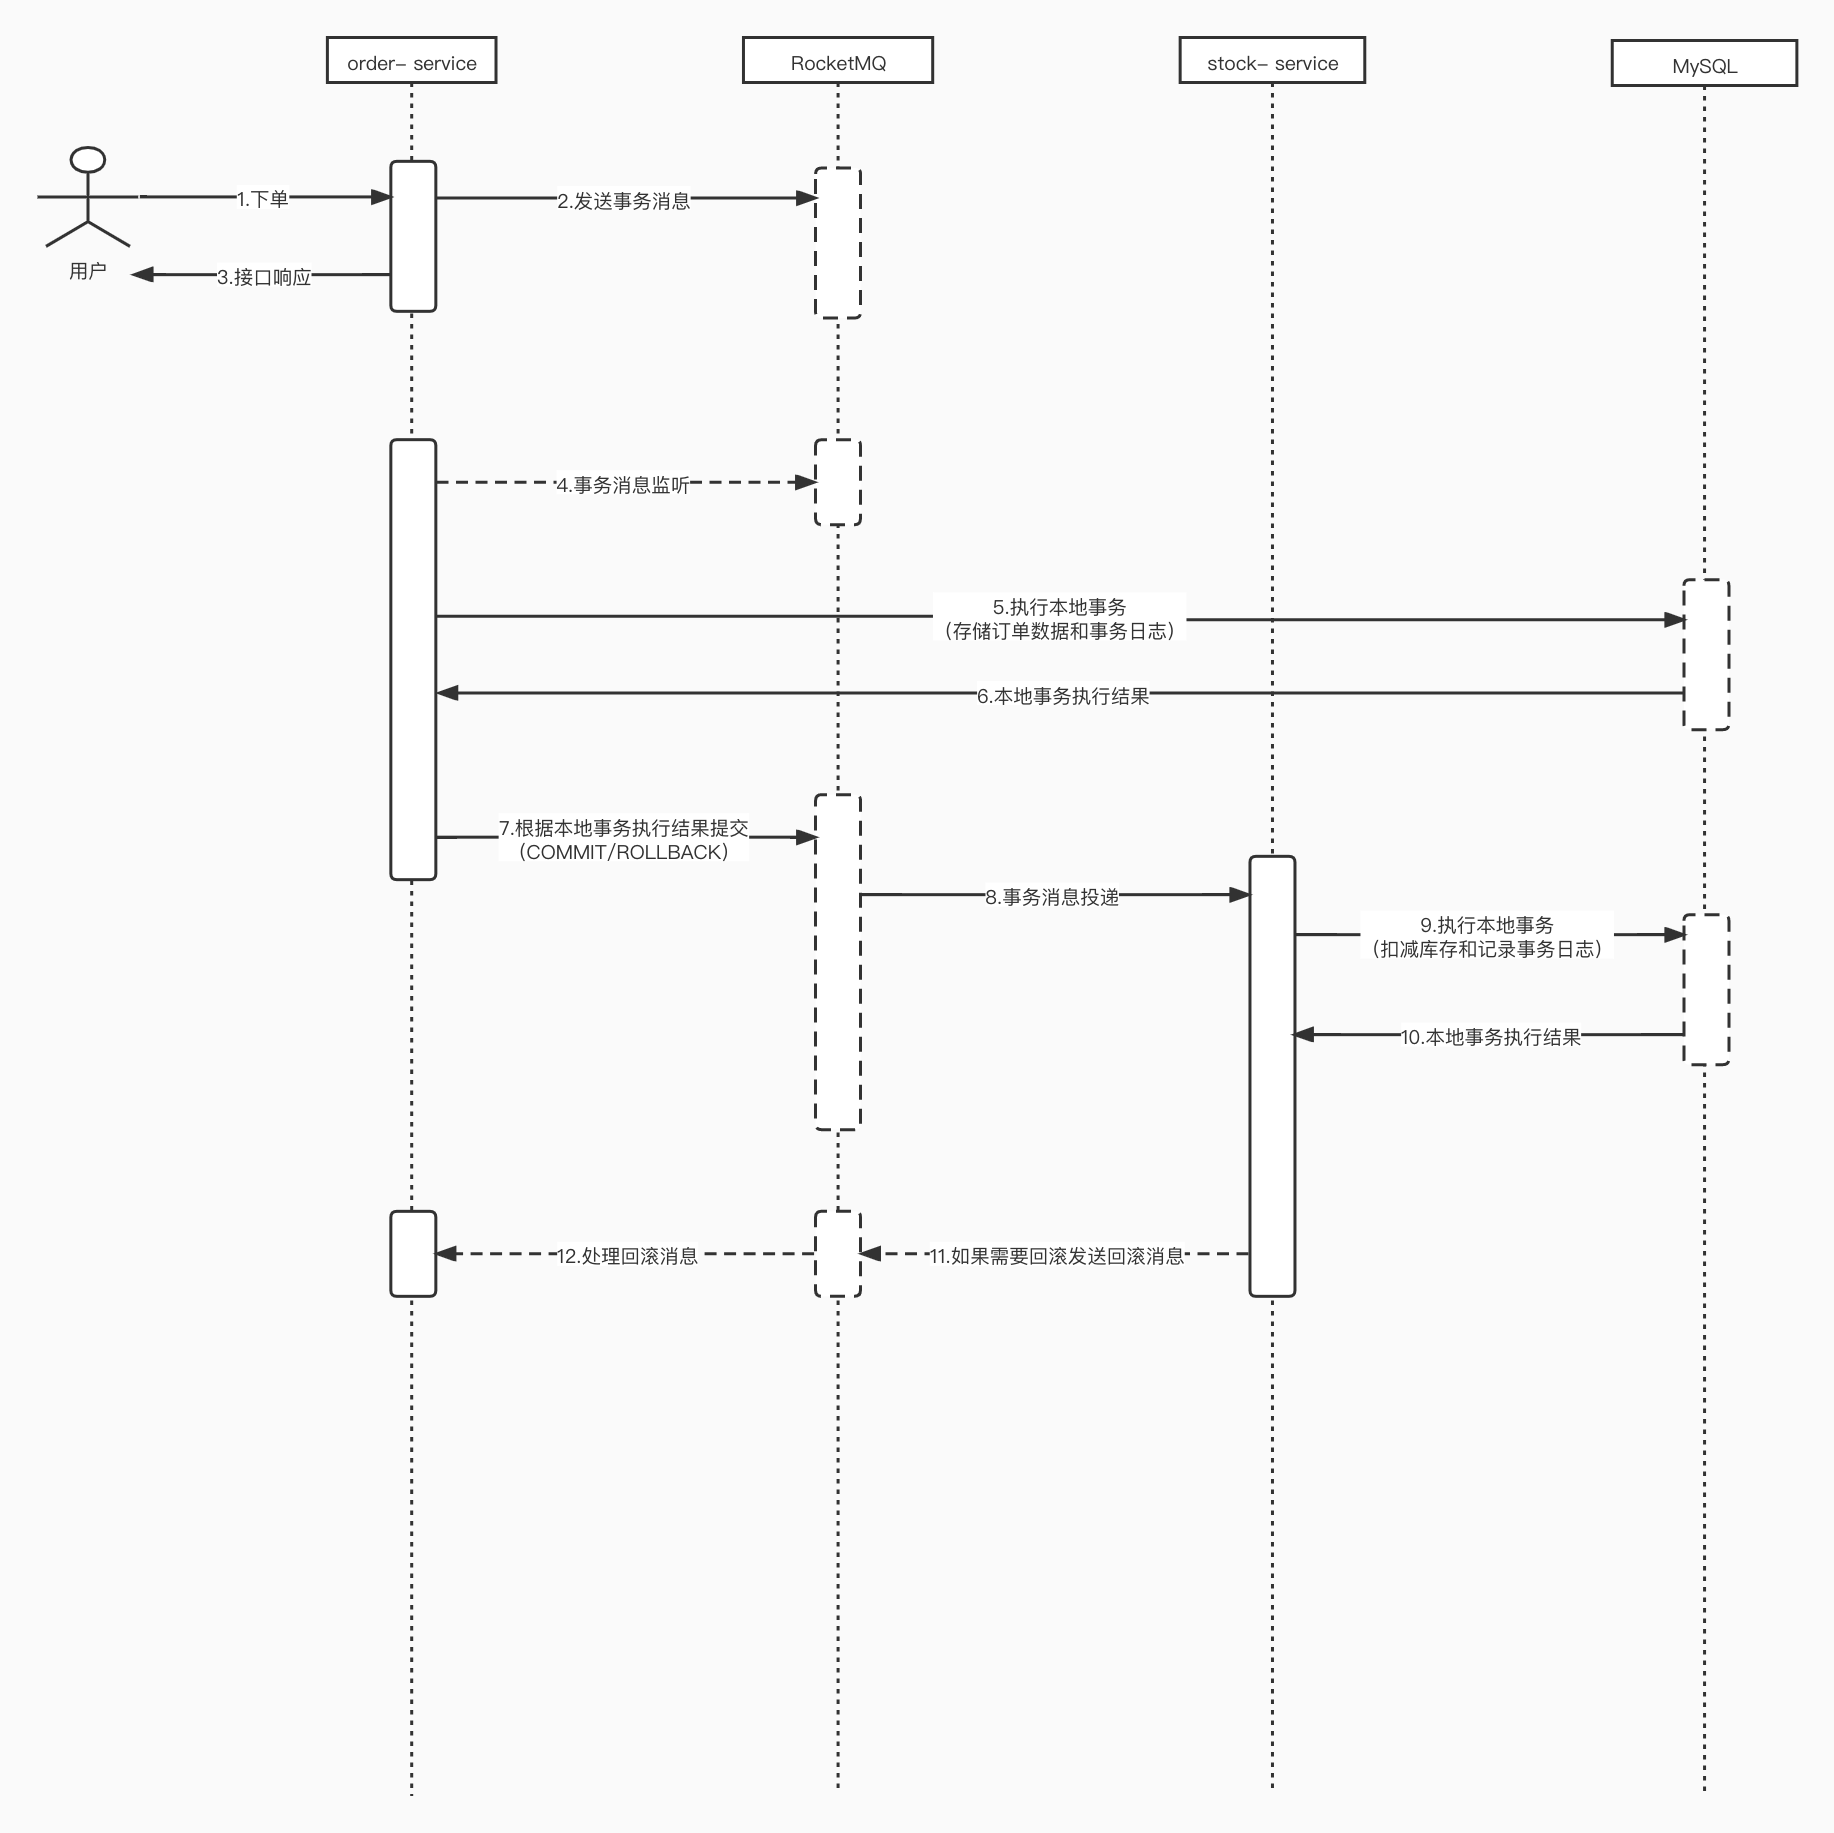 order- service
RocketMQ
stock- service
MySQL
1.下单
2.发送事务消息
用户
3.接口响应
4.事务消息监听
5.执行本地事务
(存储订单数据和事务日志)
6.本地事务执行结果
7.根据本地事务执行结果提交
(COMMIT/ROLLBACK)
8.事务消息投递
9.执行本地事务
(扣减库存和记录事务日志)
10.本地事务执行结果
12.处理回滚消息
11.如果需要回滚发送回滚消息